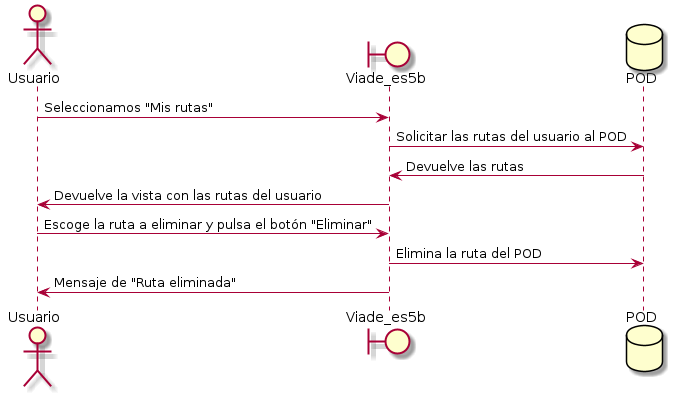 Usuario
Viade_es5b
POD
Seleccionamos "Mis rutas"
Solicitar las rutas del usuario al POD
Devuelve las rutas
Devuelve la vista con las rutas del usuario
Escoge la ruta a eliminar y pulsa el botón "Eliminar"
Elimina la ruta del POD
Mensaje de "Ruta eliminada"
Usuario
Viade_es5b
POD